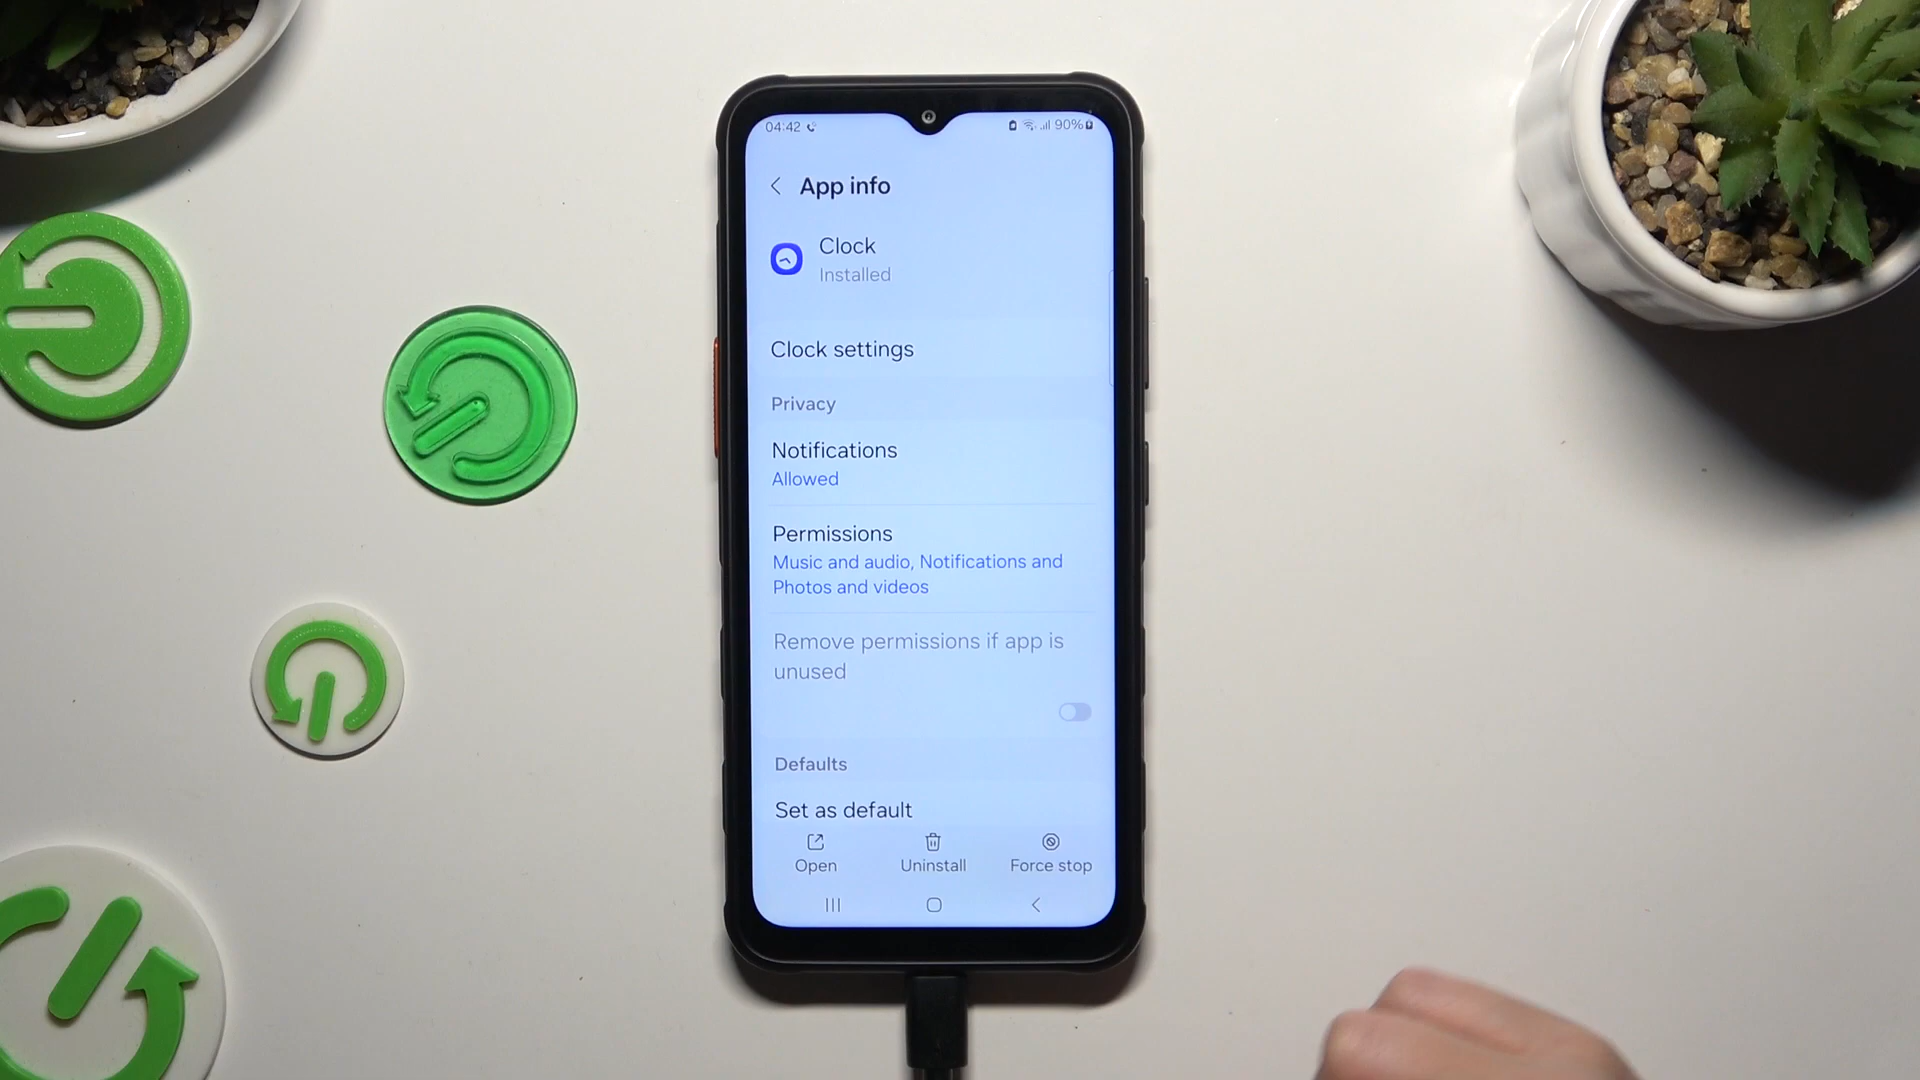 04:42
90%
App info
Clock
Installed
Clock settings
Privacy
Notifications
Allowed
Permissions
Music and audio, Notifications and
Photos and videos
Remove permissions if app is
unused
Defaults
Set as default
Open
Uninstall
Force stop